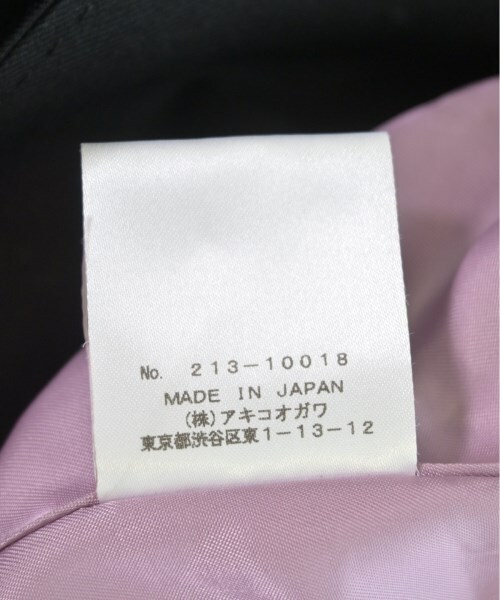 No. 213-10018
MADE IN JAPAN
(株)アキコオガワ
東京都渋谷区東1-13-12